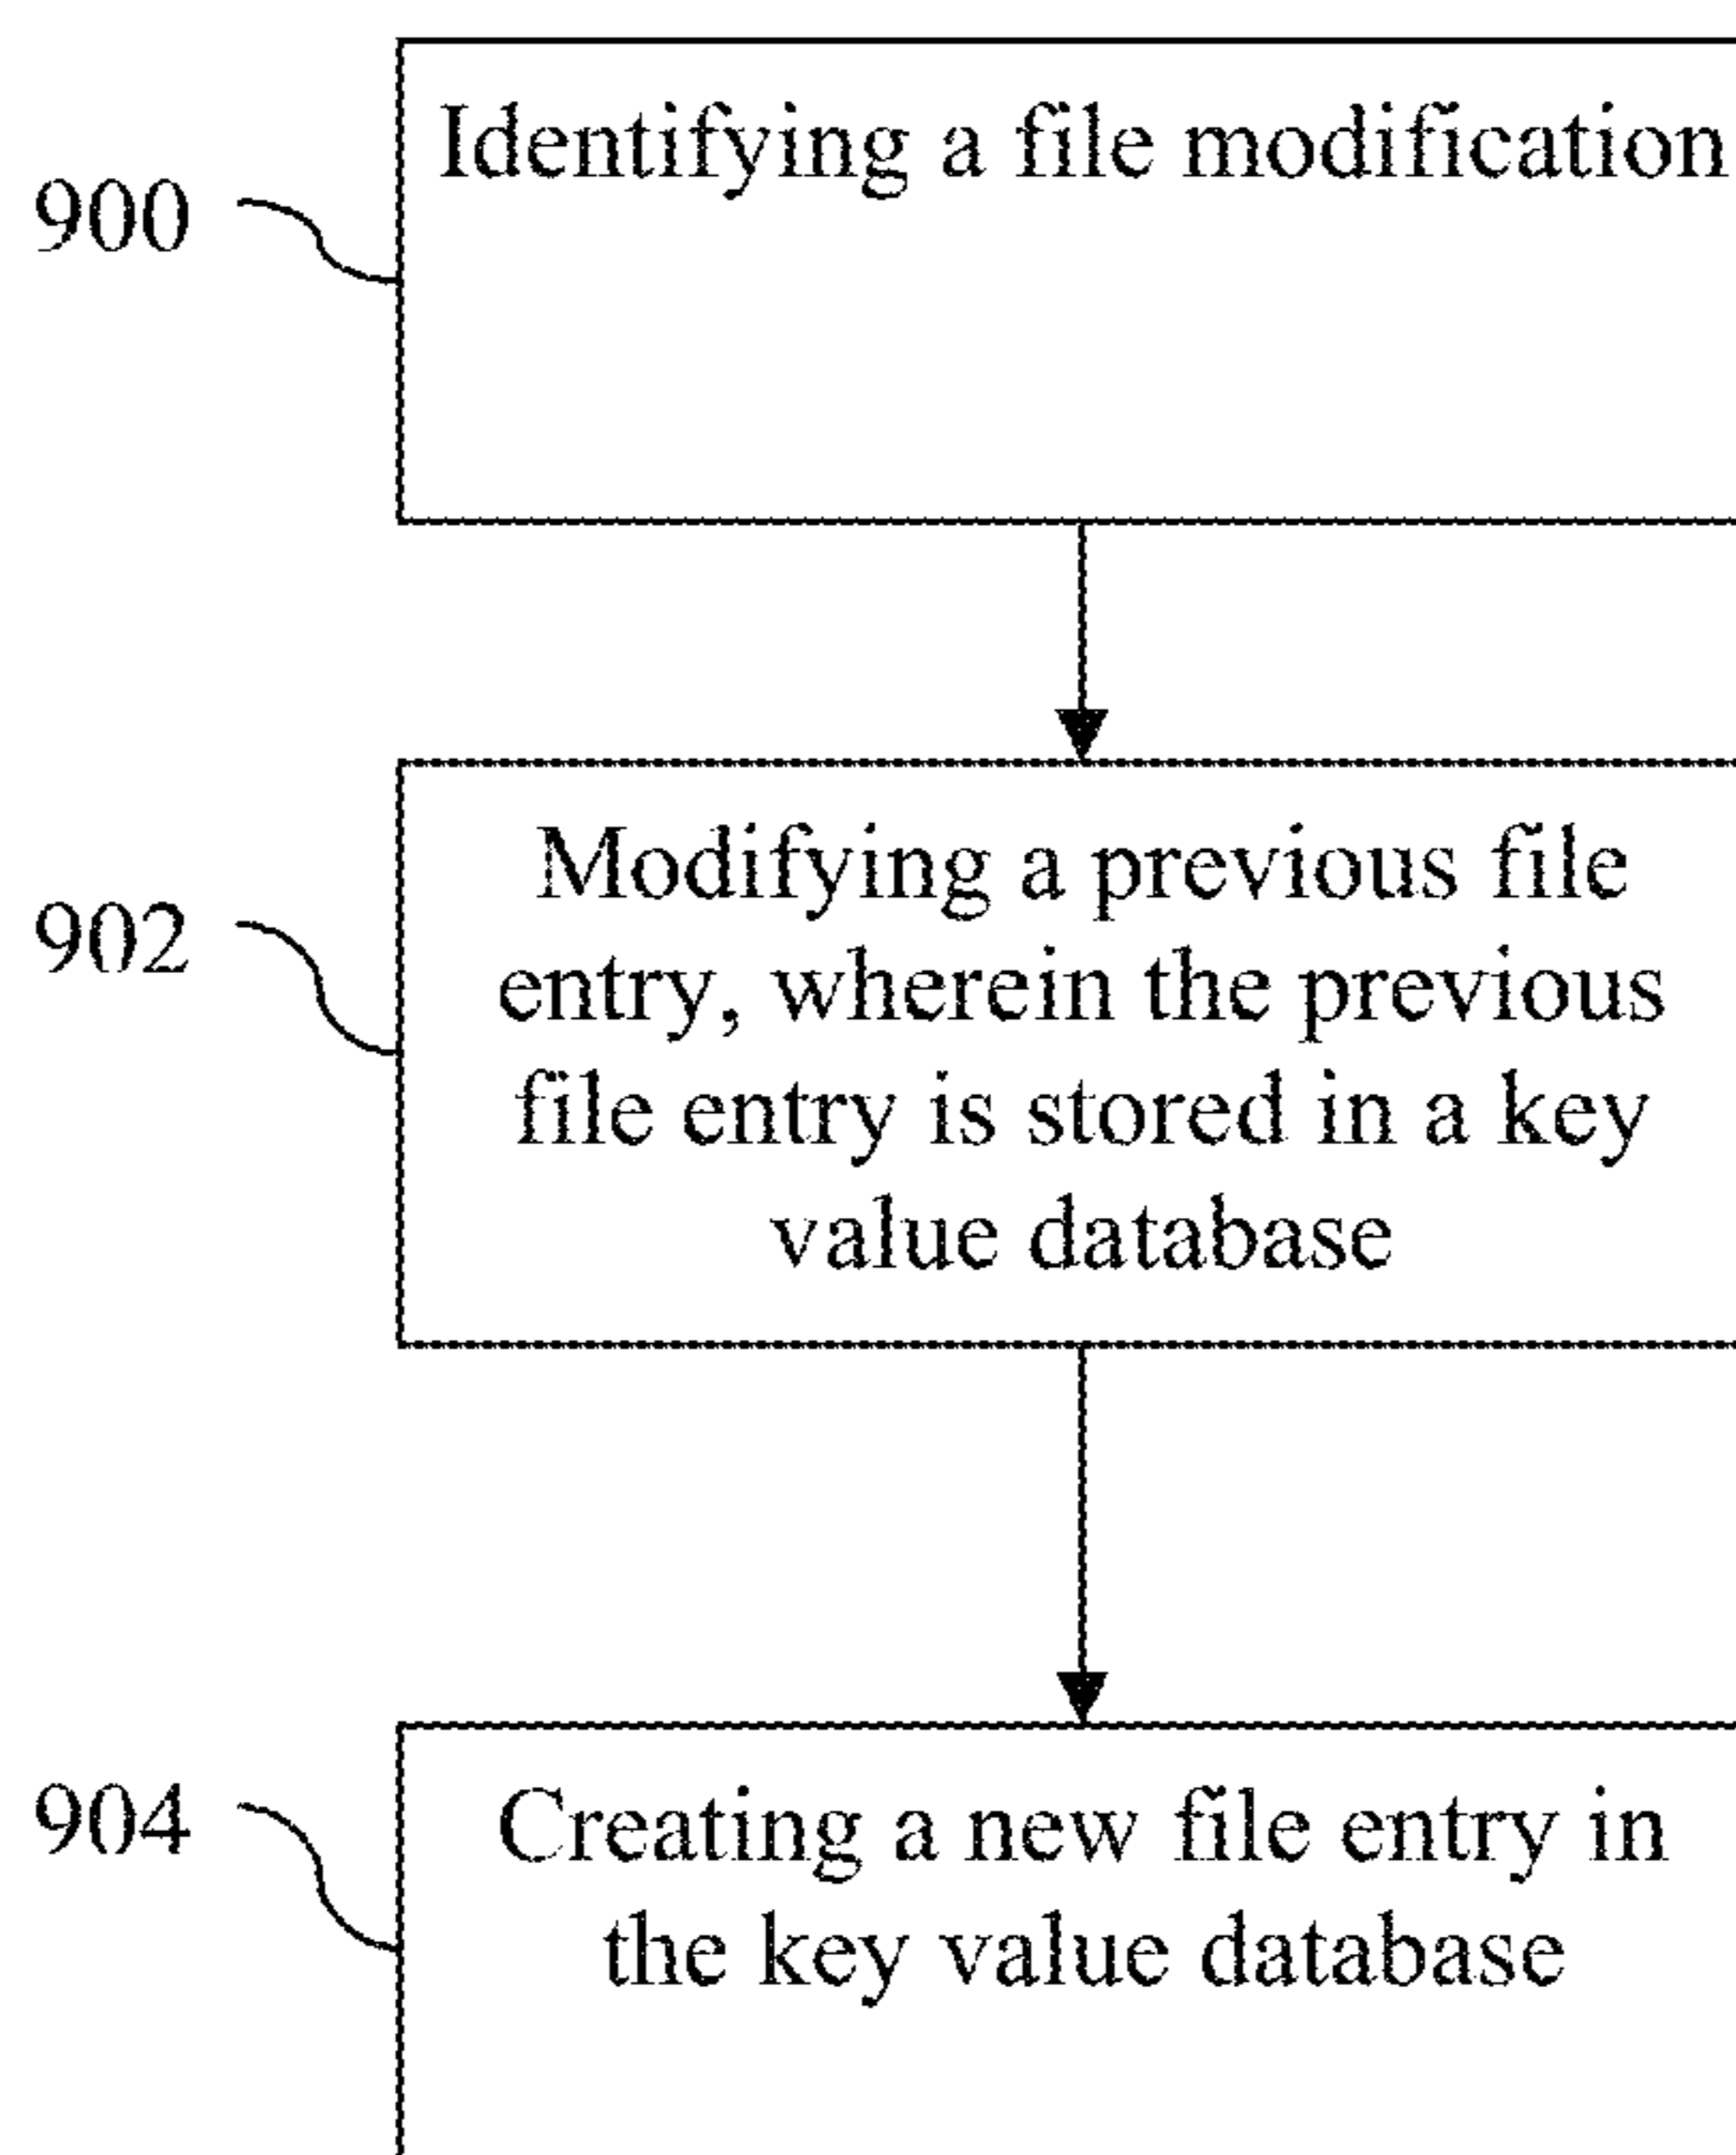 Identifying a file modification
900
Modifying a previous file
902
entry, wherein the previous
file entry is stored in a key
value database
904
Creating a new file entry in
the key value database